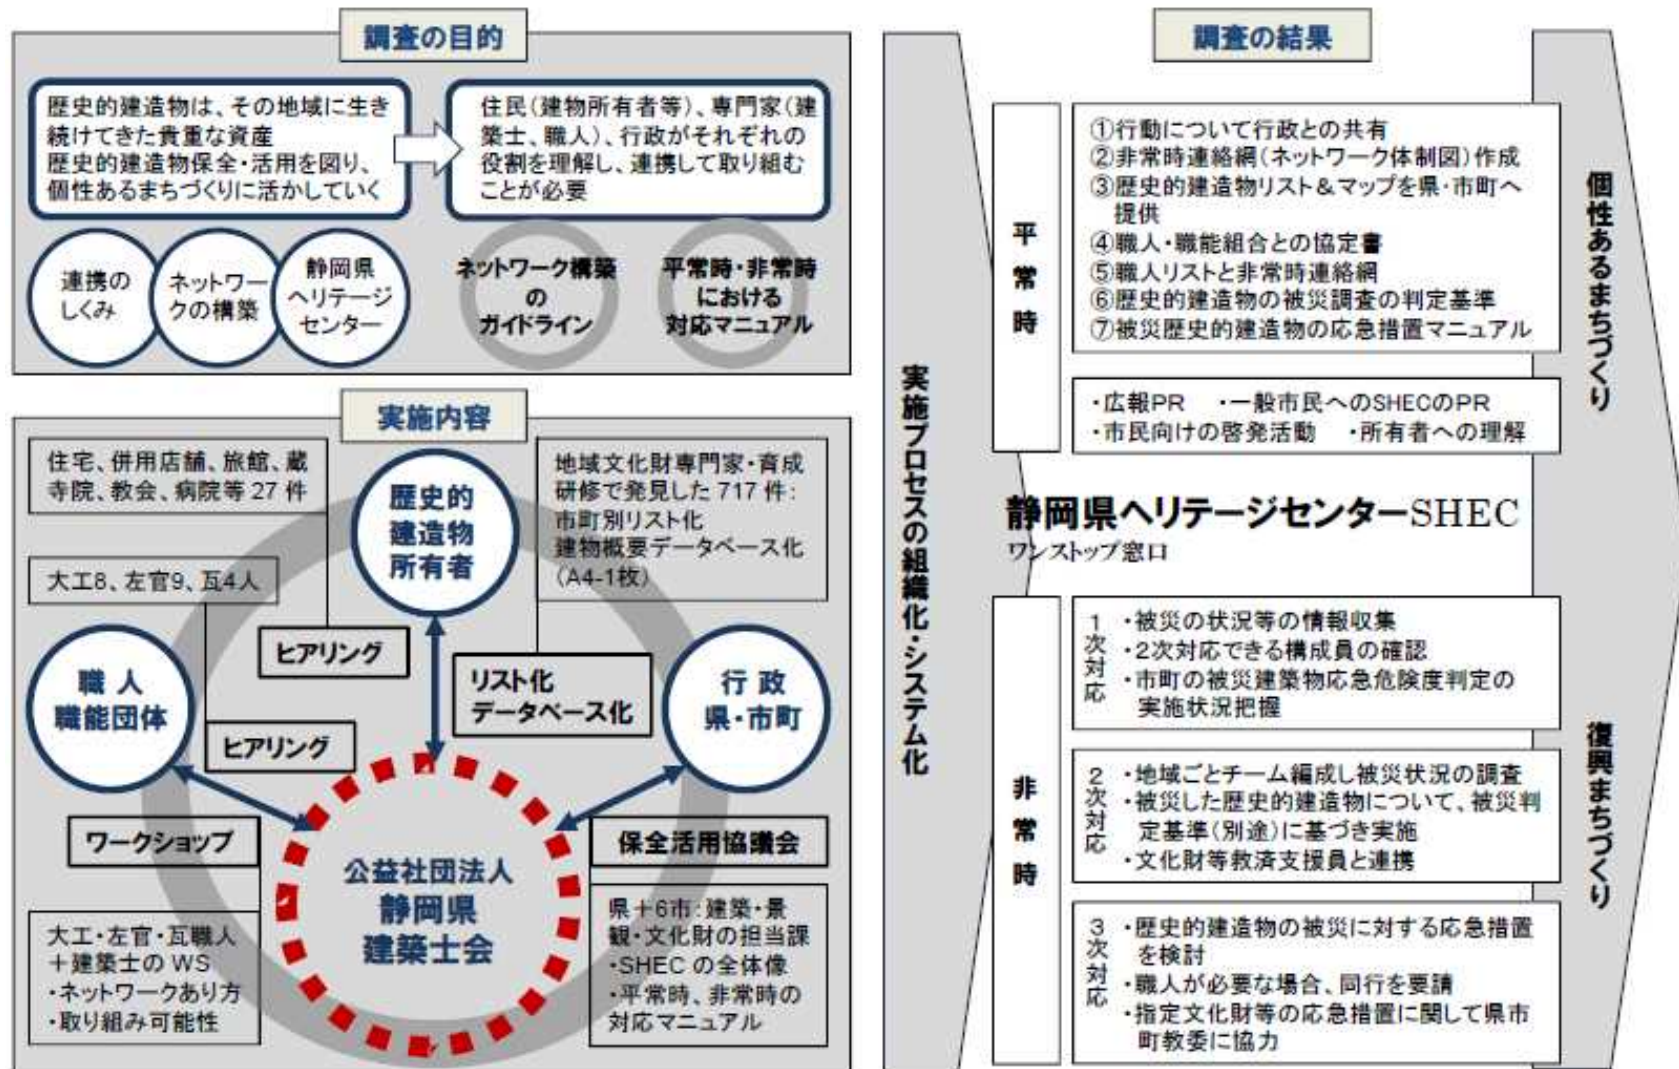 調査の目的
歴史的建造物は、その地域に生き
続けてきた貴重な資産
歴史的建造物保全・活用を図り、
個性あるまちづくりに活かしていく
住民(建物所有者等)、専門家(建
築士、職人)、行政がそれぞれの
役割を理解し、連携して取り組む
ことが必要
連携の
しくみ
ネットワー
クの構築
静岡県
ヘリテージ
センター
ネットワーク構築
の
ガイドライン
平常時・非常時
における
対応マニュアル
実施内容
住宅、併用店舗、旅館、蔵
寺院、教会、病院等 27 件
歴史的
建造物
所有者
地域文化財専門家・育成
研修で発見した 717 件:
市町別リスト化
建物概要データベース化
(A4-1枚)
大工8、左官9、瓦4人
ヒアリング
職 人
職能団体
リスト化
データベース化
行 政
県・市町
ヒアリング
ワークショップ
保全活用協議会
公益社団法人
静岡県
建築士会
大工・左官・瓦職人
+建築士の WS
・ネットワークあり方
・取り組み可能性
県+6市:建築・景
観・文化財の担当課
・SHEC の全体像
・平常時、非常時の
対応マニュアル
実施プロセスの組織化・システム化
調査の結果
平常時
①行動について行政との共有
②非常時連絡網(ネットワーク体制図)作成
③歴史的建造物リスト&マップを県・市町へ
提供
④職人・職能組合との協定書
⑤職人リストと非常時連絡網
⑥歴史的建造物の被災調査の判定基準
⑦被災歴史的建造物の応急措置マニュアル
・広報PR ・一般市民へのSHECのPR
・市民向けの啓発活動 ・所有者への理解
静岡県ヘリテージセンターSHEC
ワンストップ窓口
非常時
1次対応
・被災の状況等の情報収集
・2次対応できる構成員の確認
・市町の被災建築物応急危険度判定の
実施状況把握
2次対応
・地域ごとチーム編成し被災状況の調査
・被災した歴史的建造物について、被災判
定基準(別途)に基づき実施
・文化財等救済支援員と連携
3次対応
・歴史的建造物の被災に対する応急措置
を検討
・職人が必要な場合、同行を要請
・指定文化財等の応急措置に関して県市
町教委に協力
個性あるまちづくり
復興まちづくり